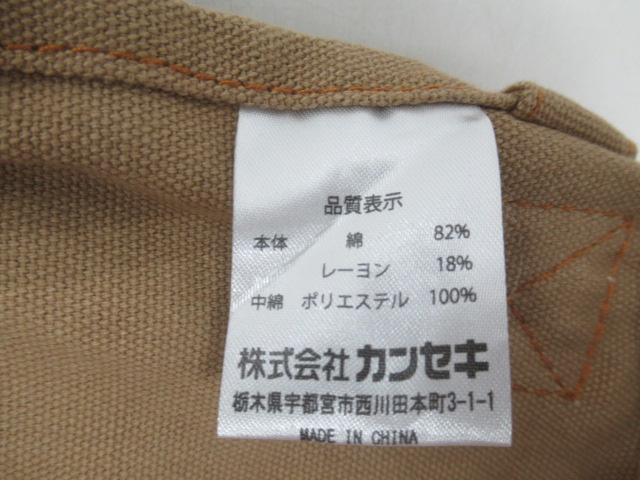 品質表示
本体 綿 82%
レーヨン 18%
中綿 ポリエステル 100%
株式会社 カンセキ
栃木県宇都宮市西川田本町3-1-1
MADE IN CHINA